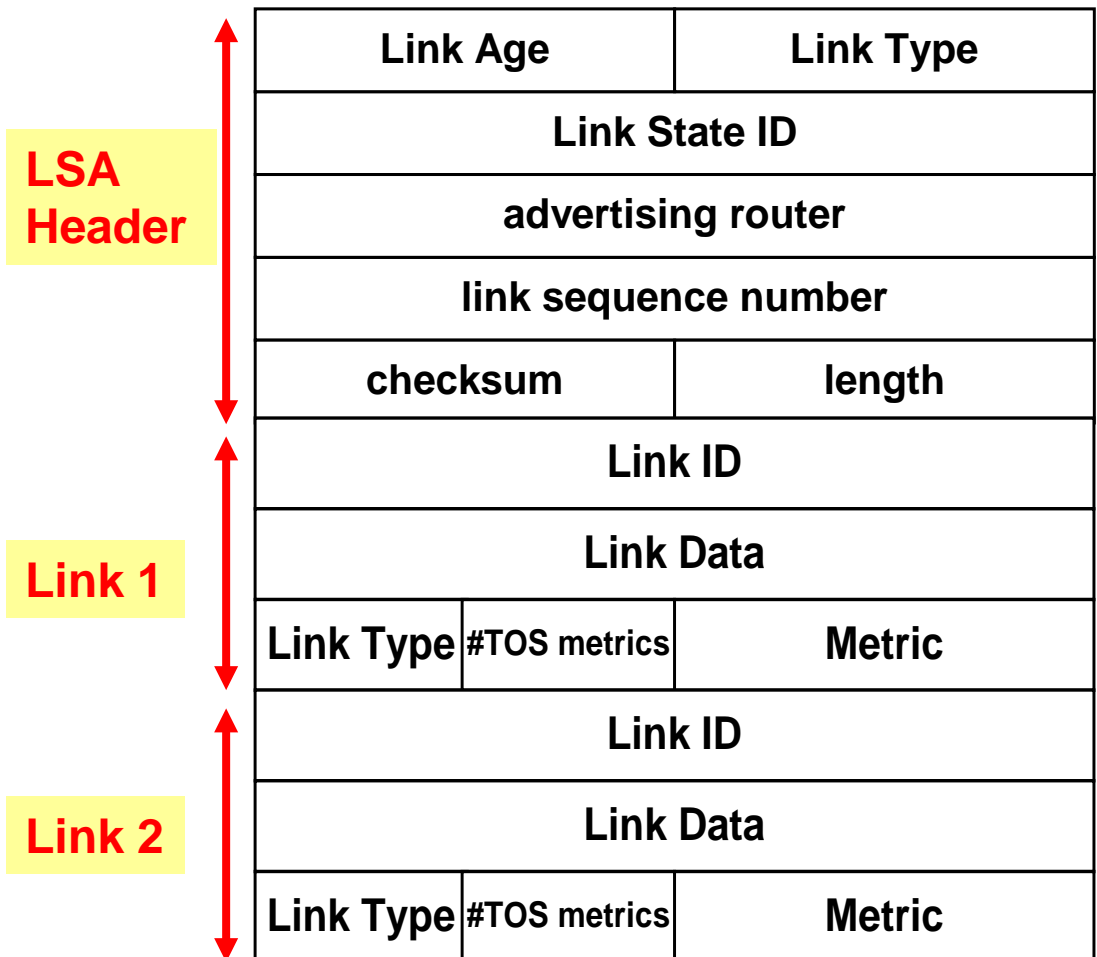 Link Age
Link Type
Link State ID
LSA
Header
advertising router
link sequence number
checksum
length
Link ID
Link 1
Link Data
Link Type
#TOS metrics
Metric
Link ID
Link 2
Link Data
Link Type
#TOS metrics
Metric